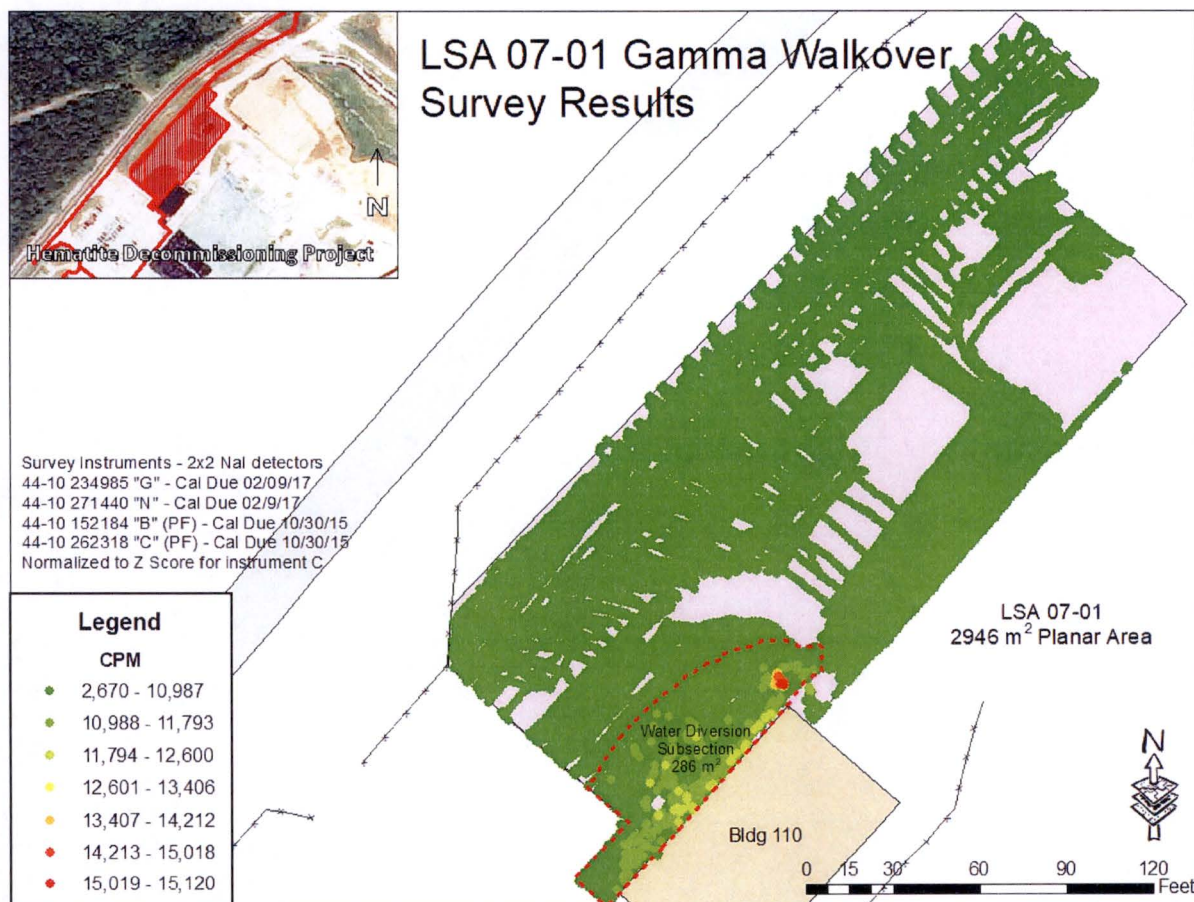 LSA 07-01 Gamma Walkover
Survey Results
N
Hematite Decommissioning Project
Survey Instruments - 2x2 NaI detectors
44-10 234985 "G" - Cal Due 02/09/17
44-10 271440 "N" - Cal Due 02/9/17
44-10 152184 "B" (PF) - Cal Due 10/30/15
44-10 262318 "C" (PF) - Cal Due 10/30/15
Normalized to Z Score for instrument C
Legend
CPM
2,670 - 10,987
10,988 - 11,793
11,794 - 12,600
12,601 - 13,406
13,407 - 14,212
14,213 - 15,018
15,019 - 15,120
LSA 07-01
2946 m² Planar Area
Water Diversion
Subsection
286 m²
Bldg 110
N
0 15 30 60 90 120
Feet